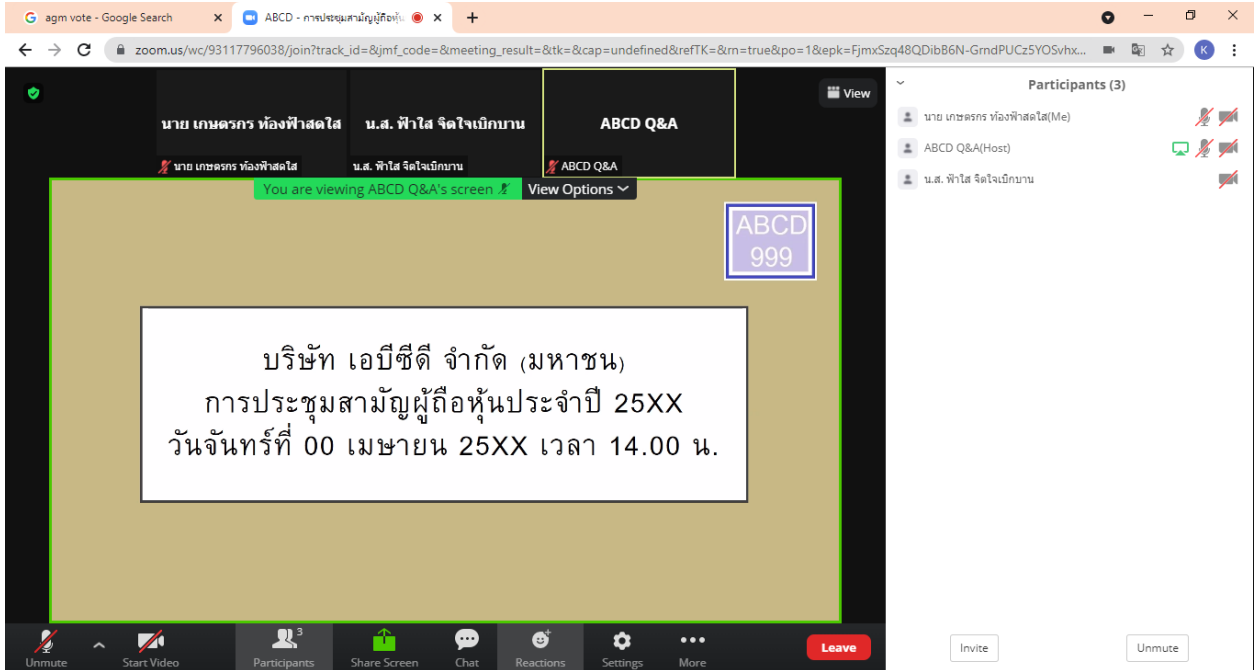 agm vote - Google Search
ABCD - การประชุมสามัญผู้ถือหุ้น
zoom.us/wc/93117796038/join?track_id=&jmf_code=&meeting_result=&tk=&cap=undefined&refTK=&rn=true&po=1&epk=FjmxSzq48QDibB6N-GrndPUCz5YOSvhx...
K
นาย เกษตรกร ท้องฟ้าสดใส
น.ส. ฟ้าใส จิตใจเบิกบาน
ABCD Q&A
View
นาย เกษตรกร ท้องฟ้าสดใส
น.ส. ฟ้าใส จิตใจเบิกบาน
ABCD Q&A
You are viewing ABCD Q&A's screen
View Options
ABCD
999
บริษัท เอบีซีดี จำกัด (มหาชน)
การประชุมสามัญผู้ถือหุ้นประจำปี 25XX
วันจันทร์ที่ 00 เมษายน 25XX เวลา 14.00 น.
Participants (3)
นาย เกษตรกร ท้องฟ้าสดใส(Me)
ABCD Q&A(Host)
น.ส. ฟ้าใส จิตใจเบิกบาน
Unmute
Start Video
Participants
3
Share Screen
Chat
Reactions
Settings
More
Leave
Invite
Unmute